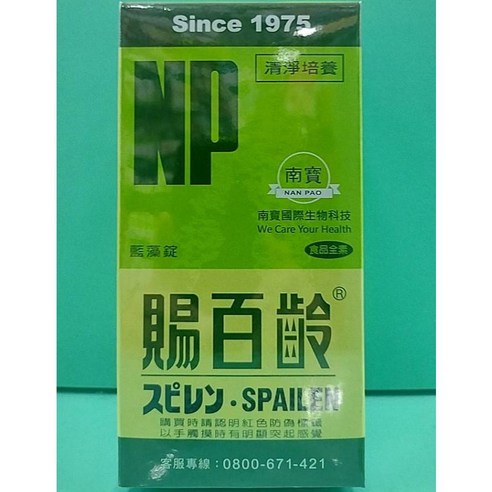 Since 1975
NP
清淨培養
南寶
NAN PAO
南寶國際生物科技
We Care Your Health
藍藻錠
食品全素
賜百齡®
スピレン・SPAILEN
購買時請認明紅色防偽標籤
以手觸摸時有明顯突起感覺
客服專線：0800-671-421